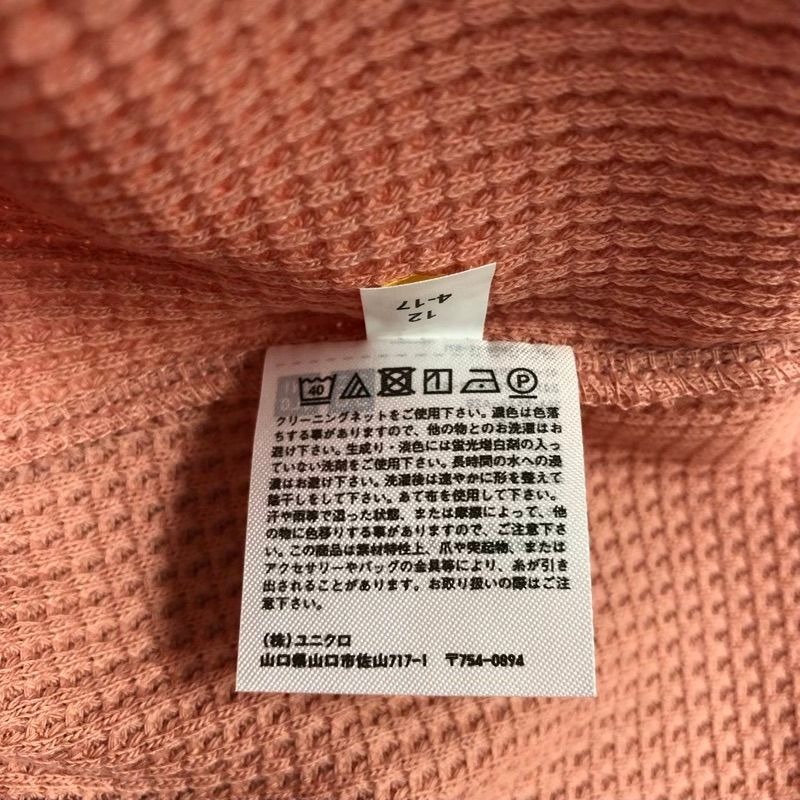 12
4-17
40
P
クリーニングネットをご使用下さい。濃色は色落
ちする事がありますので、他の物とのお洗濯はお
避け下さい。生成り・淡色には蛍光増白剤の入っ
ていない洗剤をご使用下さい。長時間の水への浸
漬はお避け下さい。洗濯後は速やかに形を整えて
陰干しをして下さい。あて布を使用して下さい。
汗や雨等で湿った状態、または摩擦によって、他
の物に色移りする事がありますので、ご注意下さ
い。この商品は素材特性上、爪や突起物、または
アクセサリーやバッグの金具等により、糸が引き
出されることがあります。お取り扱いの際はご注
意下さい。
(株)ユニクロ
山口県山口市佐山717-1 〒754-0894